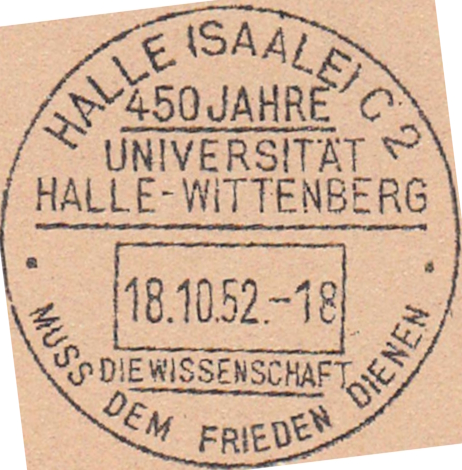 HALLE (SAALE) C 2
450 JAHRE
UNIVERSITÄT
HALLE-WITTENBERG
18.10.52.-18
DIE WISSENSCHAFT
MUSS DEM FRIEDEN DIENEN